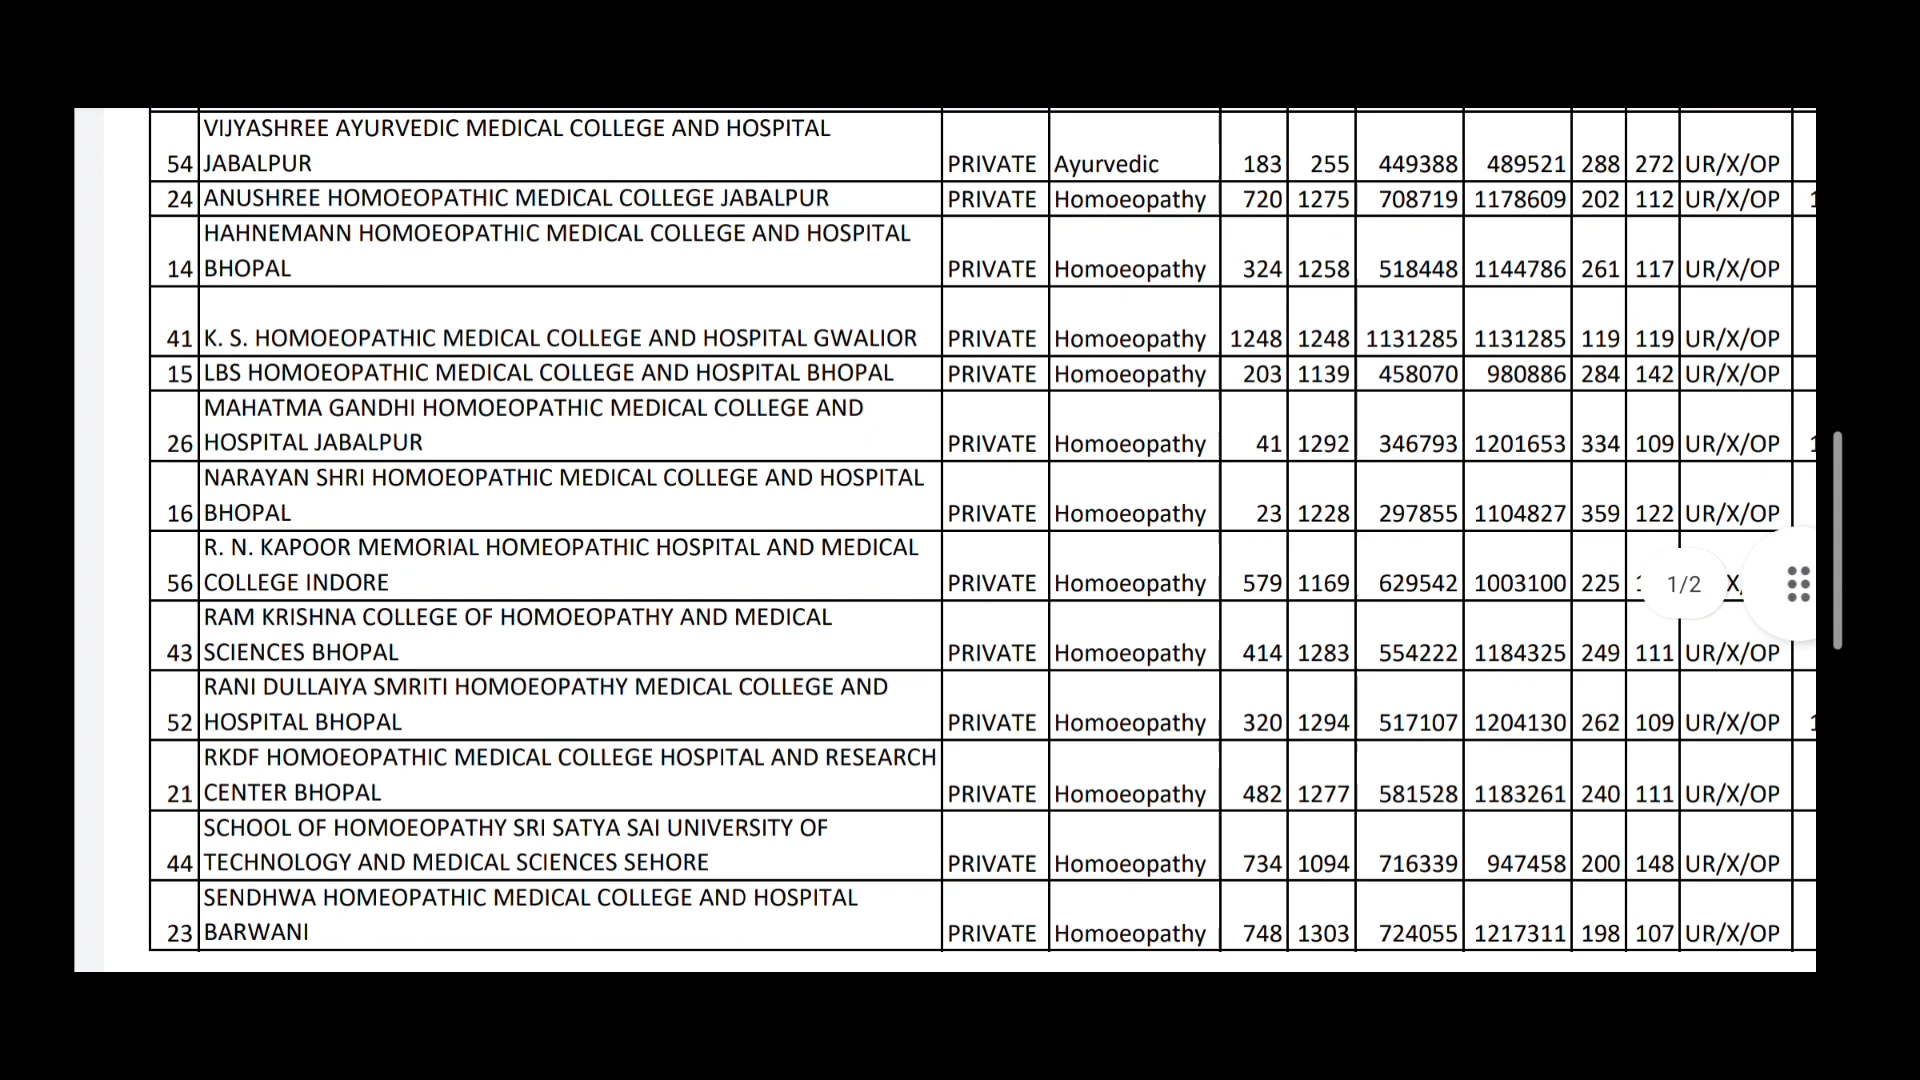 VIJYASHREE AYURVEDIC MEDICAL COLLEGE AND HOSPITAL
54 JABALPUR PRIVATE Ayurvedic 183 255 449388 489521 288 272 UR/X/OP
24 ANUSHREE HOMOEOPATHIC MEDICAL COLLEGE JABALPUR PRIVATE Homoeopathy 720 1275 708719 1178609 202 112 UR/X/OP
HAHNEMANN HOMOEOPATHIC MEDICAL COLLEGE AND HOSPITAL
14 BHOPAL PRIVATE Homoeopathy 324 1258 518448 1144786 261 117 UR/X/OP
41 K. S. HOMOEOPATHIC MEDICAL COLLEGE AND HOSPITAL GWALIOR PRIVATE Homoeopathy 1248 1248 1131285 1131285 119 119 UR/X/OP
15 LBS HOMOEOPATHIC MEDICAL COLLEGE AND HOSPITAL BHOPAL PRIVATE Homoeopathy 203 1139 458070 980886 284 142 UR/X/OP
MAHATMA GANDHI HOMOEOPATHIC MEDICAL COLLEGE AND
26 HOSPITAL JABALPUR PRIVATE Homoeopathy 41 1292 346793 1201653 334 109 UR/X/OP
NARAYAN SHRI HOMOEOPATHIC MEDICAL COLLEGE AND HOSPITAL
16 BHOPAL PRIVATE Homoeopathy 23 1228 297855 1104827 359 122 UR/X/OP
R. N. KAPOOR MEMORIAL HOMEOPATHIC HOSPITAL AND MEDICAL
56 COLLEGE INDORE PRIVATE Homoeopathy 579 1169 629542 1003100 225 1/2
RAM KRISHNA COLLEGE OF HOMOEOPATHY AND MEDICAL
43 SCIENCES BHOPAL PRIVATE Homoeopathy 414 1283 554222 1184325 249 111 UR/X/OP
RANI DULLAIYA SMRITI HOMOEOPATHY MEDICAL COLLEGE AND
52 HOSPITAL BHOPAL PRIVATE Homoeopathy 320 1294 517107 1204130 262 109 UR/X/OP
RKDF HOMOEOPATHIC MEDICAL COLLEGE HOSPITAL AND RESEARCH
21 CENTER BHOPAL PRIVATE Homoeopathy 482 1277 581528 1183261 240 111 UR/X/OP
SCHOOL OF HOMOEOPATHY SRI SATYA SAI UNIVERSITY OF
44 TECHNOLOGY AND MEDICAL SCIENCES SEHORE PRIVATE Homoeopathy 734 1094 716339 947458 200 148 UR/X/OP
SENDHWA HOMEOPATHIC MEDICAL COLLEGE AND HOSPITAL
23 BARWANI PRIVATE Homoeopathy 748 1303 724055 1217311 198 107 UR/X/OP